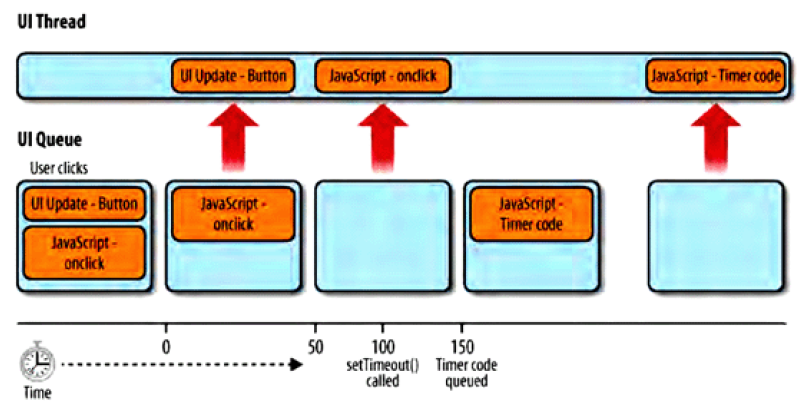 UI Thread
UI Update - Button
JavaScript - onclick
JavaScript - Timer code
UI Queue
User clicks
UI Update - Button
JavaScript -
onclick
JavaScript -
onclick
JavaScript -
Timer code
0
50
100
150
setTimeout()
called
Timer code
queued
Time